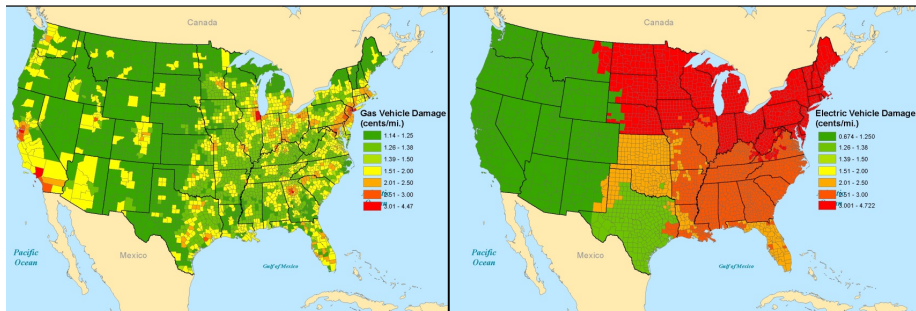 Canada
Gas Vehicle Damage
(cents/mi.)
1.14 - 1.25
1.26 - 1.38
1.39 - 1.50
1.51 - 2.00
2.01 - 2.50
2.51 - 3.00
3.01 - 4.47
Pacific
Ocean
Mexico
Gulf of Mexico
Canada
Electric Vehicle Damage
(cents/mi.)
0.674 - 1.250
1.26 - 1.38
1.39 - 1.50
1.51 - 2.00
2.01 - 2.50
2.51 - 3.00
3.001 - 4.722
Pacific
Ocean
Mexico
Gulf of Mexico